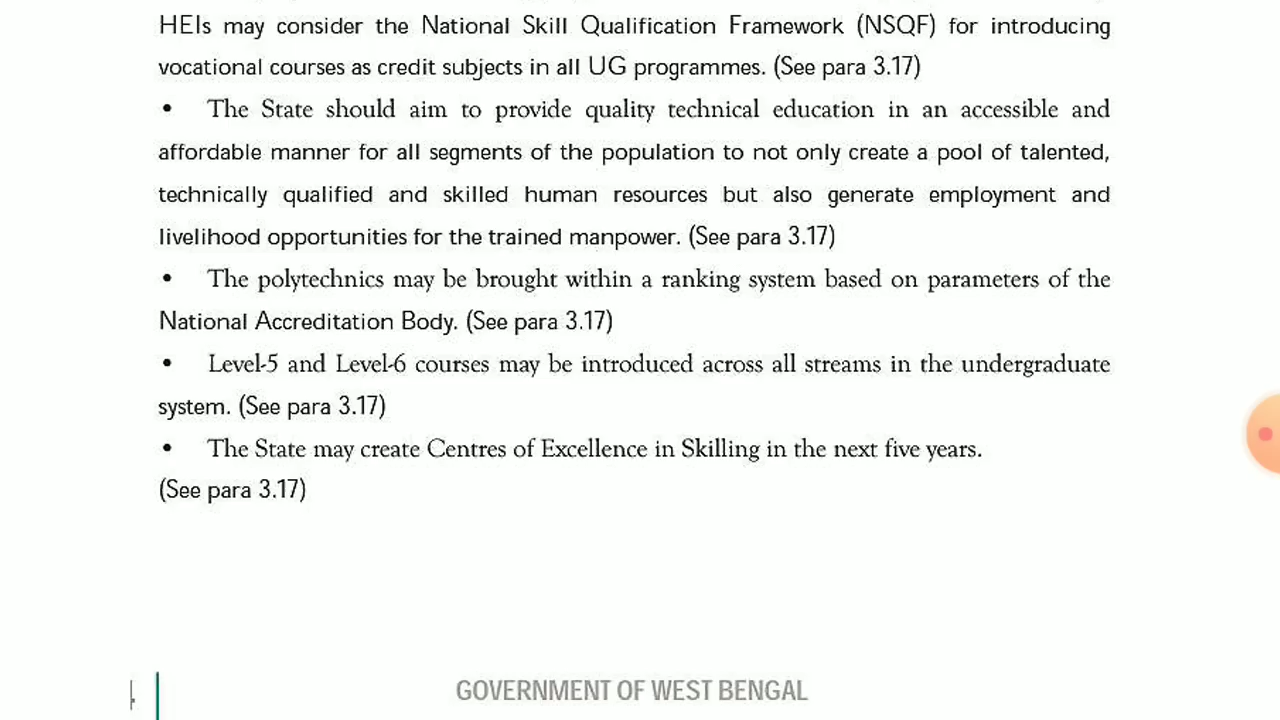 HEIs may consider the National Skill Qualification Framework (NSQF) for introducing
vocational courses as credit subjects in all UG programmes. (See para 3.17)
• The State should aim to provide quality technical education in an accessible and
affordable manner for all segments of the population to not only create a pool of talented,
technically qualified and skilled human resources but also generate employment and
livelihood opportunities for the trained manpower. (See para 3.17)
• The polytechnics may be brought within a ranking system based on parameters of the
National Accreditation Body. (See para 3.17)
• Level-5 and Level-6 courses may be introduced across all streams in the undergraduate
system. (See para 3.17)
• The State may create Centres of Excellence in Skilling in the next five years.
(See para 3.17)
GOVERNMENT OF WEST BENGAL